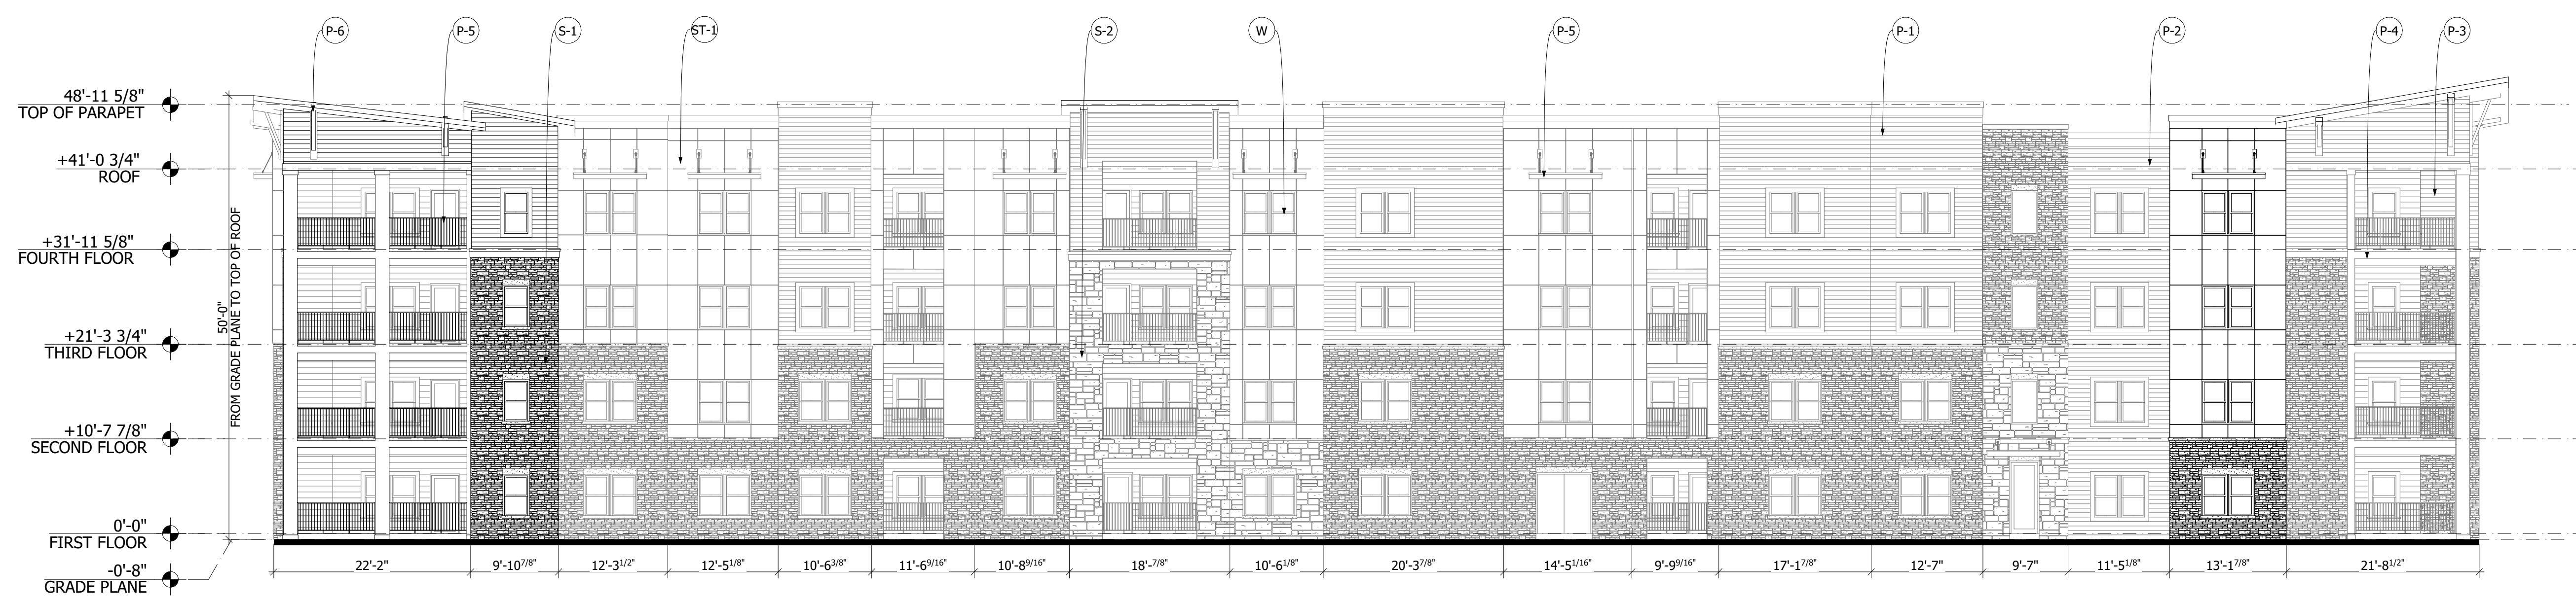 P-6
P-5
S-1
ST-1
S-2
W
P-5
P-1
P-2
P-4
P-3
48'-11 5/8"
TOP OF PARAPET
+41'-0 3/4"
ROOF
+31'-11 5/8"
FOURTH FLOOR
+21'-3 3/4"
THIRD FLOOR
+10'-7 7/8"
SECOND FLOOR
0'-0"
FIRST FLOOR
-0'-8"
GRADE PLANE
50'-0"
FROM GRADE PLANE TO TOP OF ROOF
22'-2"
9'-10 7/8"
12'-3 1/2"
12'-5 1/8"
10'-6 3/8"
11'-6 9/16"
10'-8 9/16"
18'-7/8"
10'-6 1/8"
20'-3 7/8"
14'-5 1/16"
9'-9 9/16"
17'-1 7/8"
12'-7"
9'-7"
11'-5 1/8"
13'-1 7/8"
21'-8 1/2"